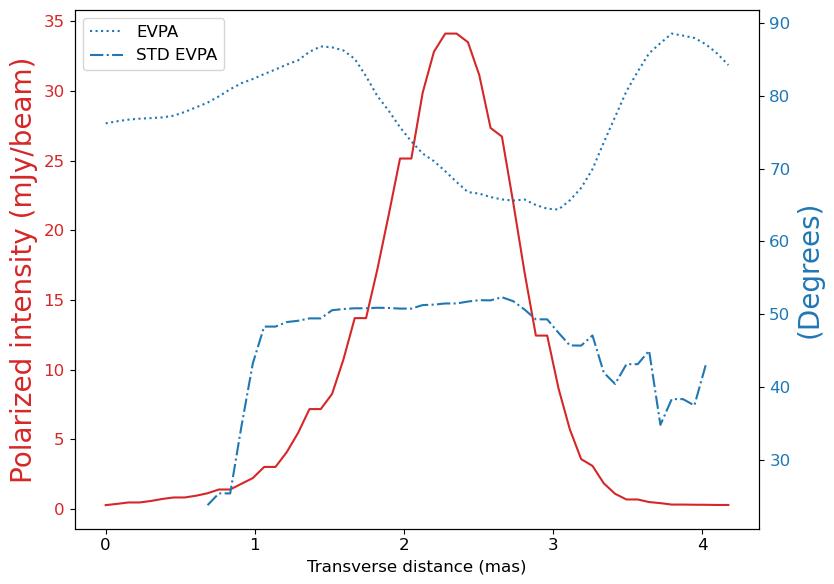 EVPA
STD EVPA
Polarized intensity (mJy/beam)
35
30
25
20
15
10
5
0
90
80
70
60
50
40
30
(Degrees)
0 1 2 3 4
Transverse distance (mas)